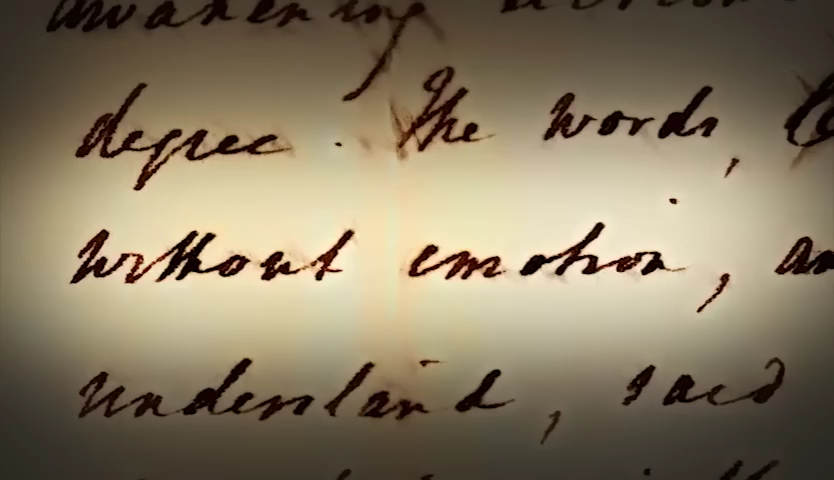 awakening
degree. The words,
without emotion,
understand, said